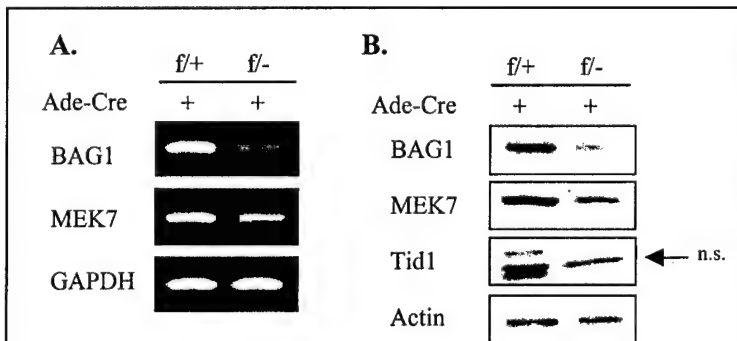 A.
f/+ f/-
Ade-Cre + +
BAG1
MEK7
GAPDH
B.
f/+ f/-
Ade-Cre + +
BAG1
MEK7
Tid1 n.s.
Actin